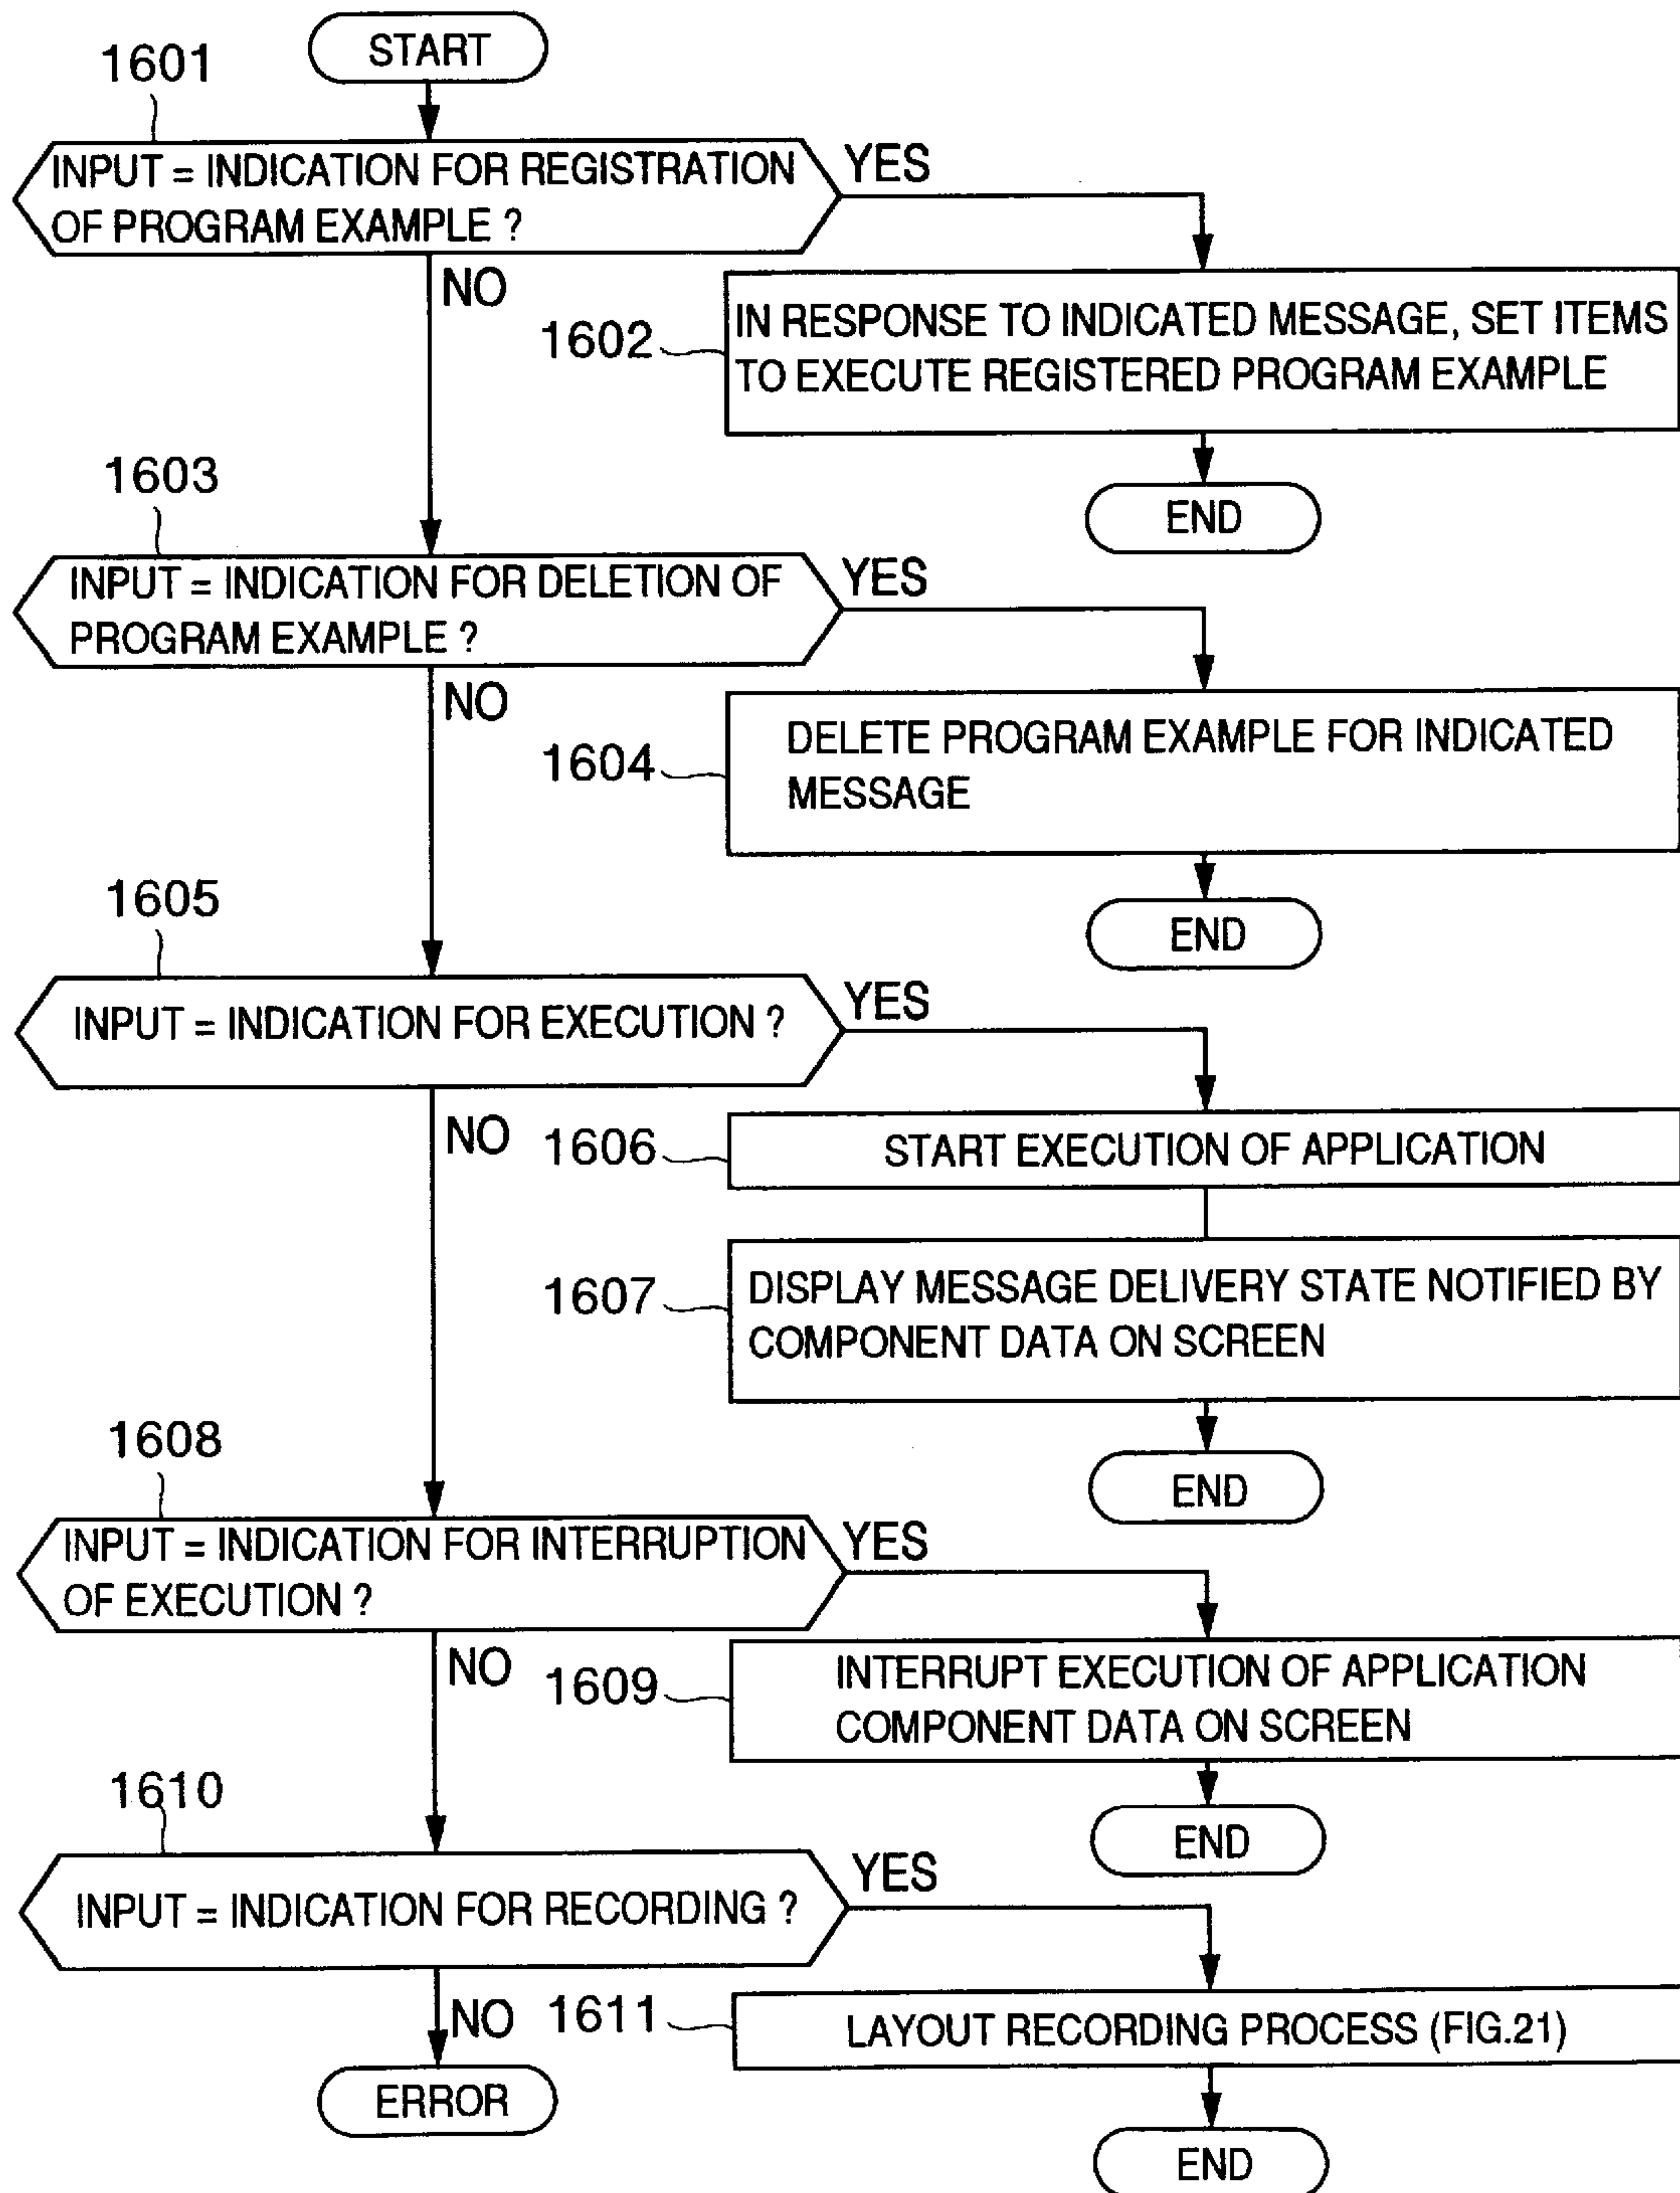 START
1601
INPUT = INDICATION FOR REGISTRATION
OF PROGRAM EXAMPLE ?
YES
NO
1602
IN RESPONSE TO INDICATED MESSAGE, SET ITEMS
TO EXECUTE REGISTERED PROGRAM EXAMPLE
END
1603
INPUT = INDICATION FOR DELETION OF
PROGRAM EXAMPLE ?
YES
NO
1604
DELETE PROGRAM EXAMPLE FOR INDICATED
MESSAGE
END
1605
INPUT = INDICATION FOR EXECUTION ?
YES
NO
1606
START EXECUTION OF APPLICATION
1607
DISPLAY MESSAGE DELIVERY STATE NOTIFIED BY
COMPONENT DATA ON SCREEN
END
1608
INPUT = INDICATION FOR INTERRUPTION
OF EXECUTION ?
YES
NO
1609
INTERRUPT EXECUTION OF APPLICATION
COMPONENT DATA ON SCREEN
END
1610
INPUT = INDICATION FOR RECORDING ?
YES
NO
1611
LAYOUT RECORDING PROCESS (FIG.21)
ERROR
END